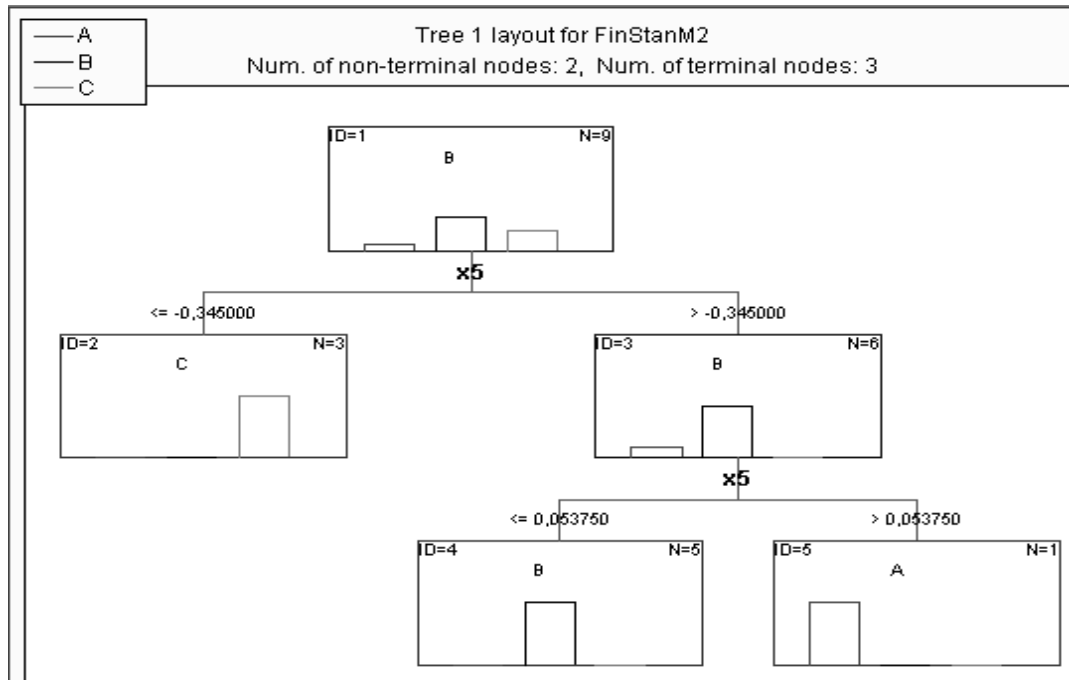 A
B
C
Tree 1 layout for FinStanM2
Num. of non-terminal nodes: 2, Num. of terminal nodes: 3
ID=1 N=9
B
x5
<= -0,345000 > -0,345000
ID=2 N=3
C
ID=3 N=6
B
x5
<= 0,053750 > 0,053750
ID=4 N=5
B
ID=5 N=1
A